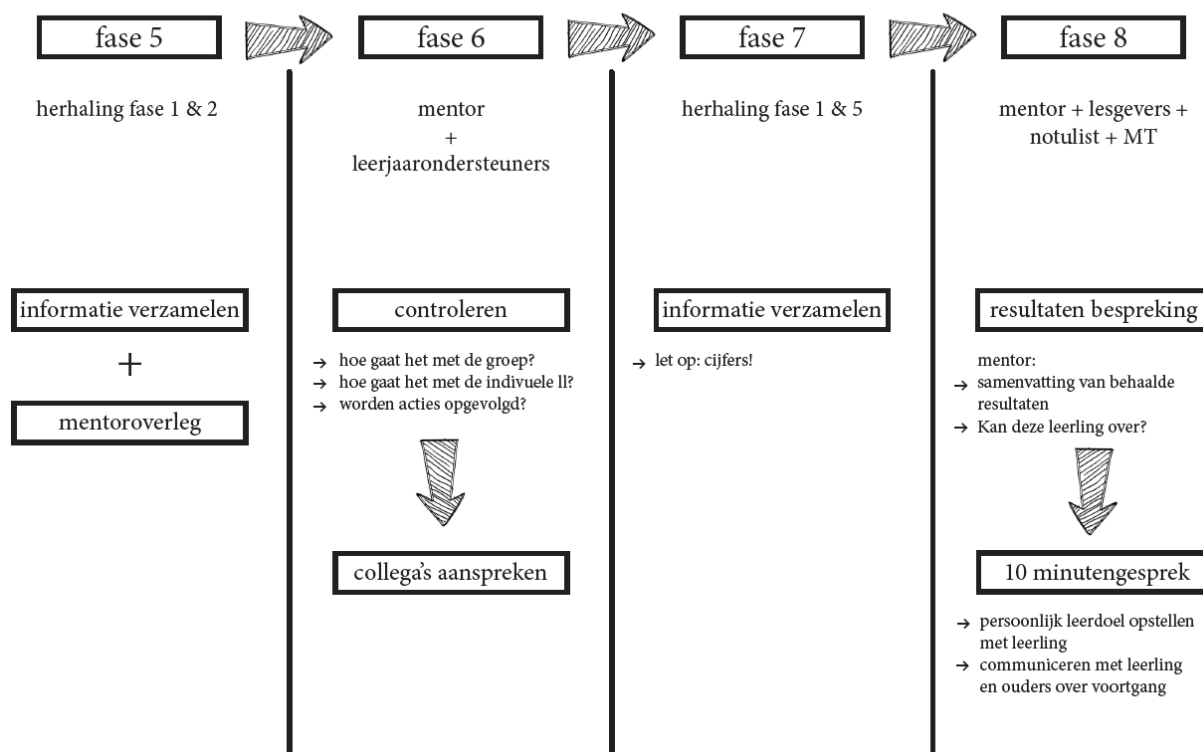 fase 5
herhaling fase 1 & 2
informatie verzamelen
+
mentoroverleg
fase 6
mentor
+
leerjaarondersteuners
controleren
→ hoe gaat het met de groep?
→ hoe gaat het met de indivuele ll?
→ worden acties opgevolgd?
collega's aanspreken
fase 7
herhaling fase 1 & 5
informatie verzamelen
→ let op: cijfers!
fase 8
mentor + lesgevers +
notulist + MT
resultaten bespreking
mentor:
→ samenvatting van behaalde
resultaten
→ Kan deze leerling over?
10 minutengesprek
→ persoonlijk leerdoel opstellen
met leerling
→ communiceren met leerling
en ouders over voortgang